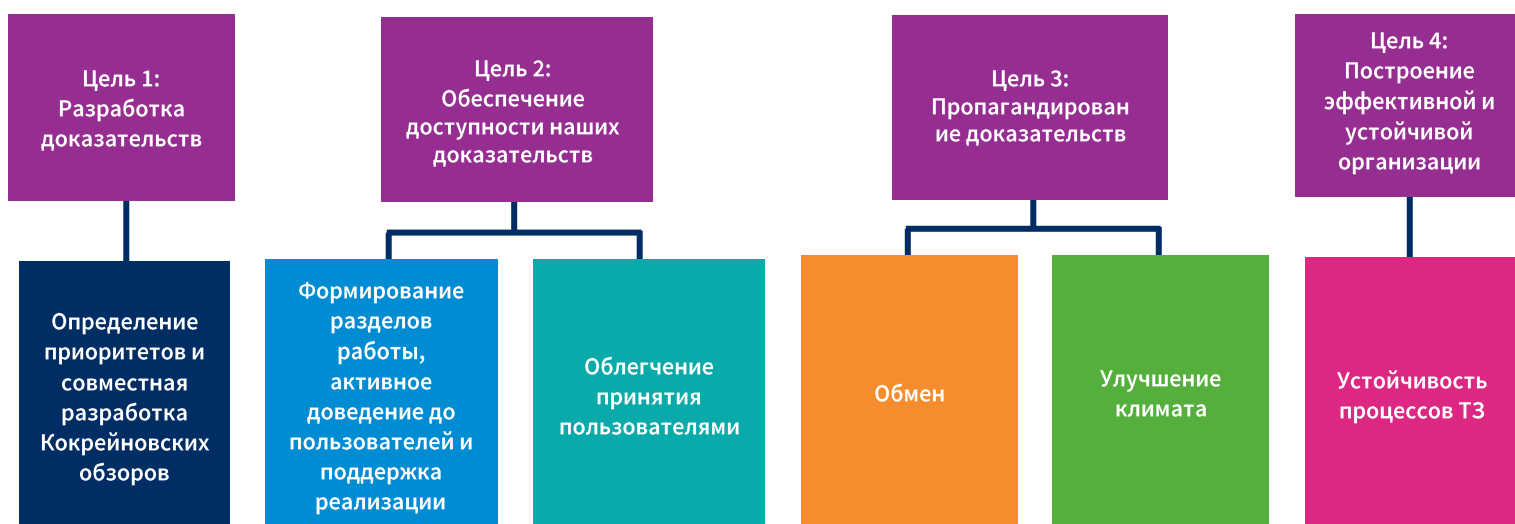 Цель 1:
Разработка
доказательств
Цель 2:
Обеспечение
доступности наших
доказательств
Цель 3:
Пропагандирован
ие доказательств
Цель 4:
Построение
эффективной и
устойчивой
организации
Определение
приоритетов и
совместная
разработка
Кокрейновских
обзоров
Формирование
разделов
работы,
активное
доведение до
пользователей и
поддержка
реализации
Облегчение
принятия
пользователями
Обмен
Улучшение
климата
Устойчивость
процессов ТЗ